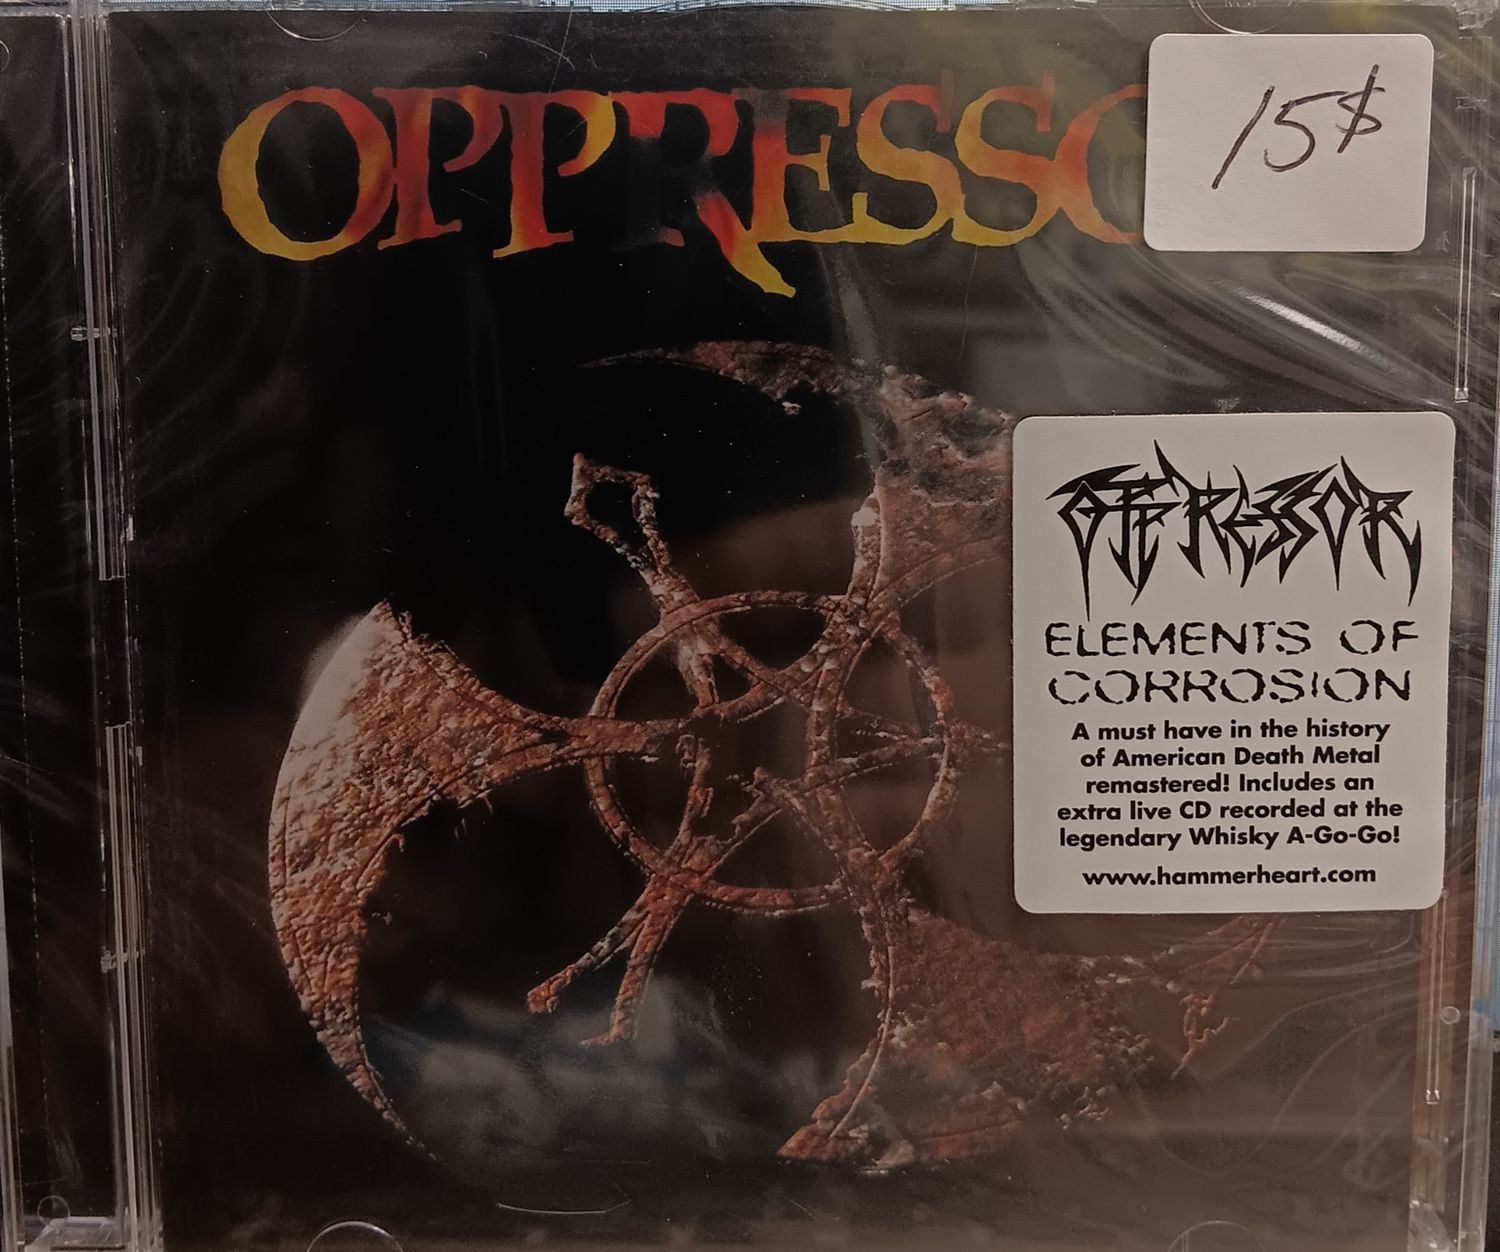 OPPRESSO
15$
OPPRESSOR
ELEMENTS OF
CORROSION
A must have in the history
of American Death Metal
remastered! Includes an
extra live CD recorded at the
legendary Whisky A-Go-Go!
www.hammerheart.com